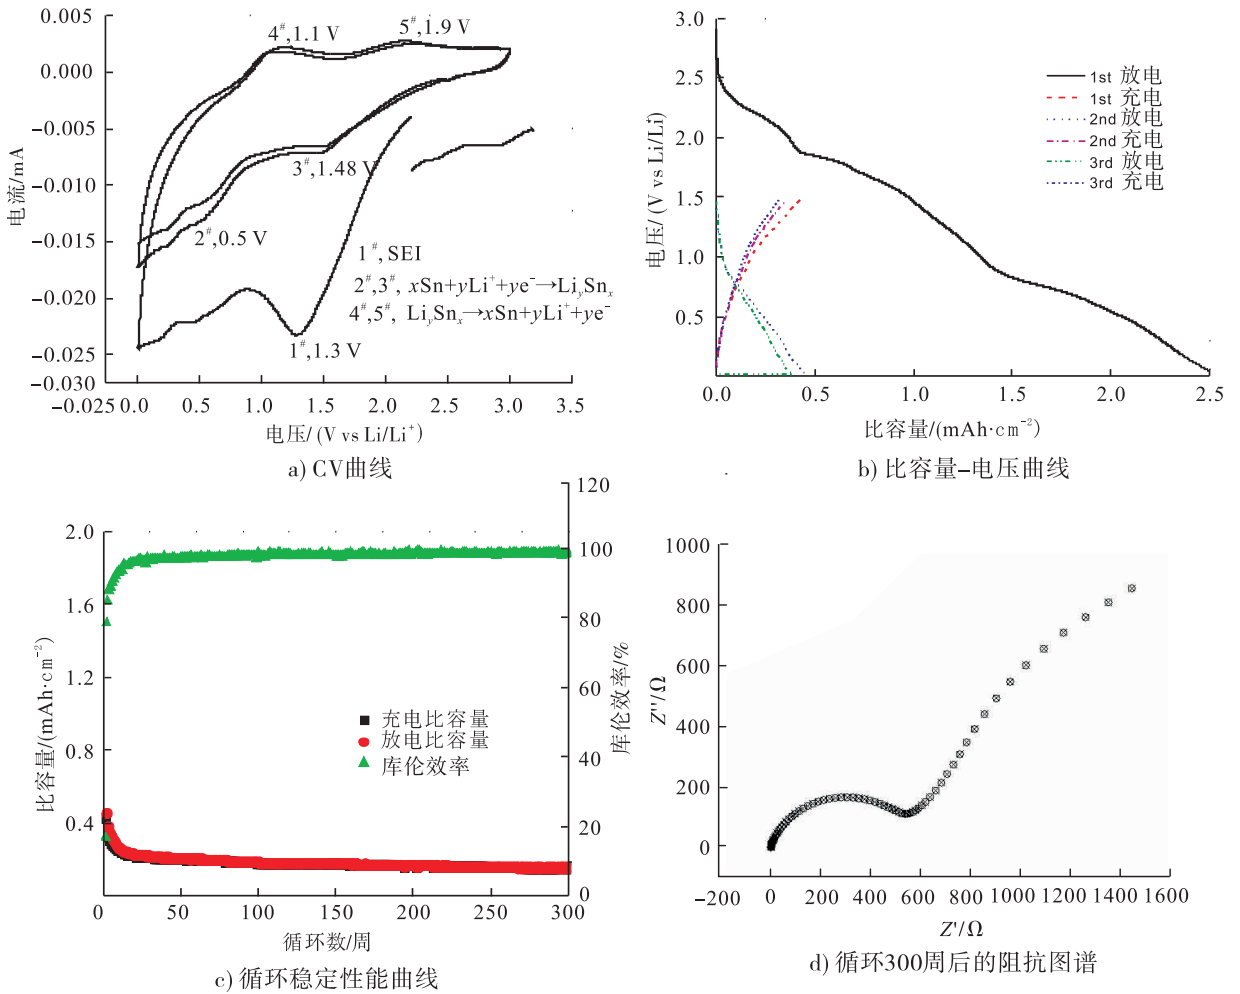 0.005
0.000
−0.005
−0.010
−0.015
−0.020
−0.025
−0.030
电流/mA
4#,1.1 V
5#,1.9 V
3#,1.48 V
2#,0.5 V
1#,SEI
2#,3#, xSn+yLi⁺+ye⁻→LiᵧSnₓ
4#,5#, LiᵧSnₓ→xSn+yLi⁺+ye⁻
1#,1.3 V
−0.025 0.0 0.5 1.0 1.5 2.0 2.5 3.0 3.5
电压/(V vs Li/Li⁺)
a) CV曲线
3.0
2.5
2.0
1.5
1.0
0.5
电压/(V vs Li/Li)
1st 放电
1st 充电
2nd 放电
2nd 充电
3rd 放电
3rd 充电
0.0 0.5 1.0 1.5 2.0 2.5
比容量/(mAh·cm⁻²)
b) 比容量–电压曲线
2.0
1.6
1.2
0.8
0.4
比容量/(mAh·cm⁻²)
120
100
80
60
40
20
0
库伦效率/%
充电比容量
放电比容量
库伦效率
0 50 100 150 200 250 300
循环数/周
c) 循环稳定性能曲线
1000
800
600
400
200
0
Z''/Ω
−200 0 200 400 600 800 1000 1200 1400 1600
Z'/Ω
d) 循环300周后的阻抗图谱